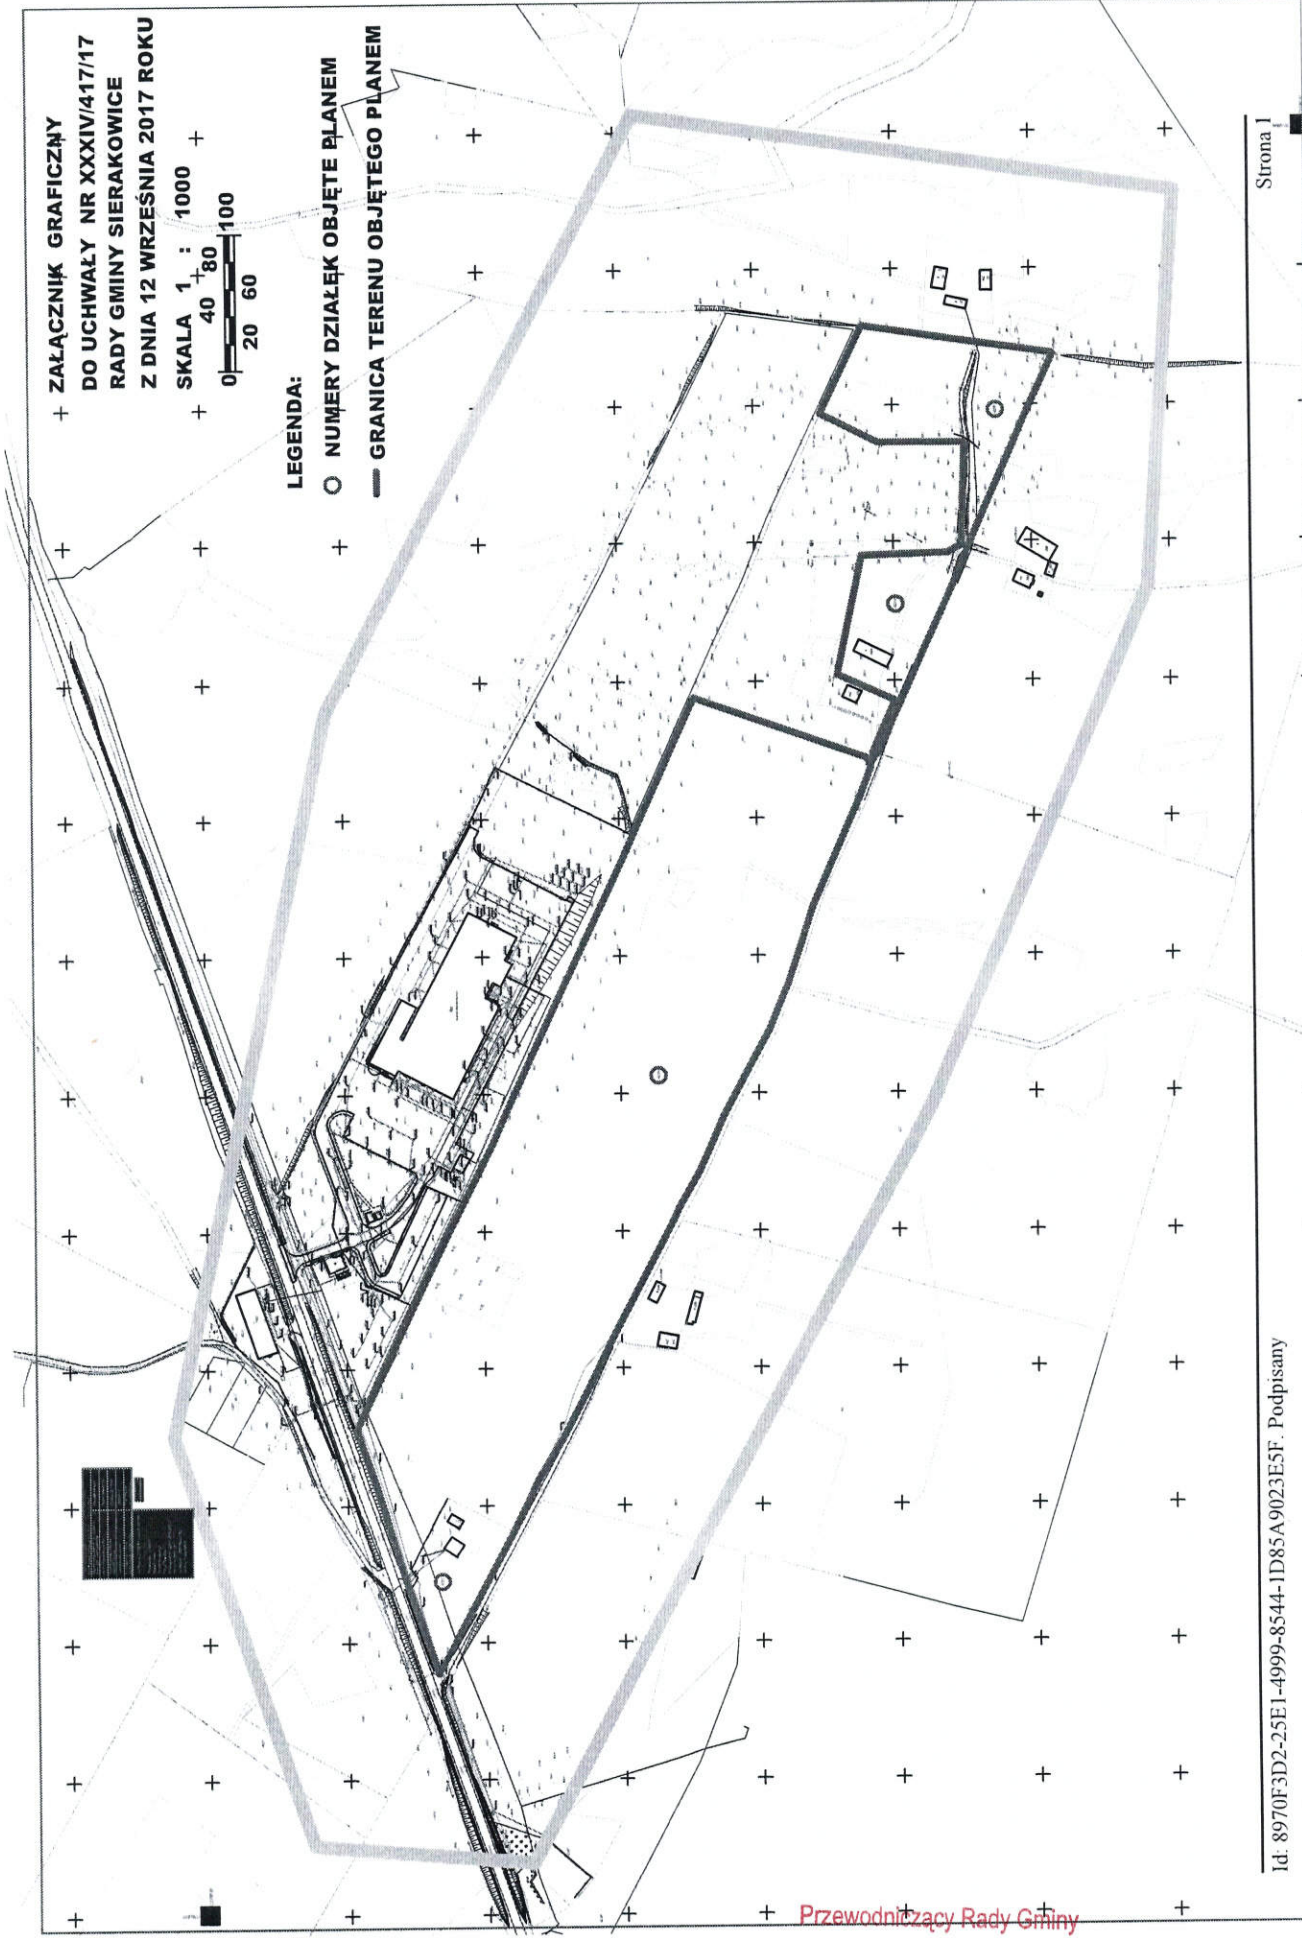 ZAŁĄCZNIK GRAFICZNY
DO UCHWAŁY NR XXXIV/417/17
RADY GMINY SIERAKOWICE
Z DNIA 12 WRZEŚNIA 2017 ROKU
SKALA 1 : 1000
0 20 40 60 80 100
LEGENDA:
NUMERY DZIAŁEK OBJĘTE PLANEM
GRANICA TERENU OBJĘTEGO PLANEM
Id: 8970F3D2-25E1-4999-8544-1D85A9023E5F. Podpisany
Strona 1
Przewodniczący Rady Gminy